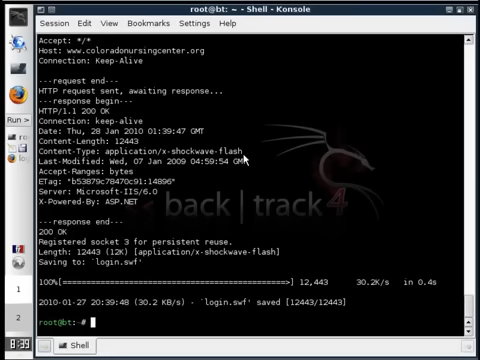 root@bt: ~ - Shell - Konsole
Session Edit View Bookmarks Settings Help
Accept: */*
Host: www.coloradonursingcenter.org
Connection: Keep-Alive
---request end---
HTTP request sent, awaiting response...
---response begin---
HTTP/1.1 200 OK
Connection: keep-alive
Date: Thu, 28 Jan 2010 01:39:47 GMT
Content-Length: 12443
Content-Type: application/x-shockwave-flash
Last-Modified: Wed, 07 Jan 2009 04:59:54 GMT
Accept-Ranges: bytes
ETag: "b53879c78470c91:14896"
Server: Microsoft-IIS/6.0
X-Powered-By: ASP.NET
---response end---
200 OK
Registered socket 3 for persistent reuse.
Length: 12443 (12K) [application/x-shockwave-flash]
Saving to: `login.swf'
100%[======================================>] 12,443 30.2K/s in 0.4s
2010-01-27 20:39:48 (30.2 KB/s) - `login.swf' saved [12443/12443]
root@bt:~#
back | track 4
Run >
ro
log
1
2
8:39
Shell